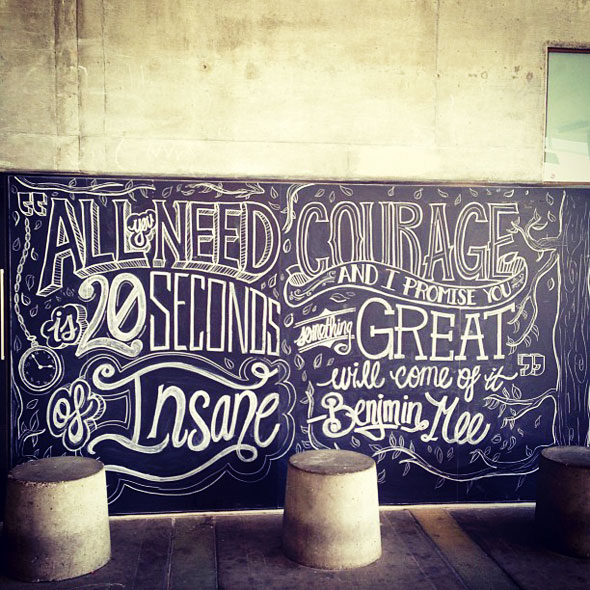 “ALL you NEED
is 20 SECONDS
of Insane
COURAGE
AND I PROMISE YOU
something GREAT
will come of it”
-Benjmin Mee